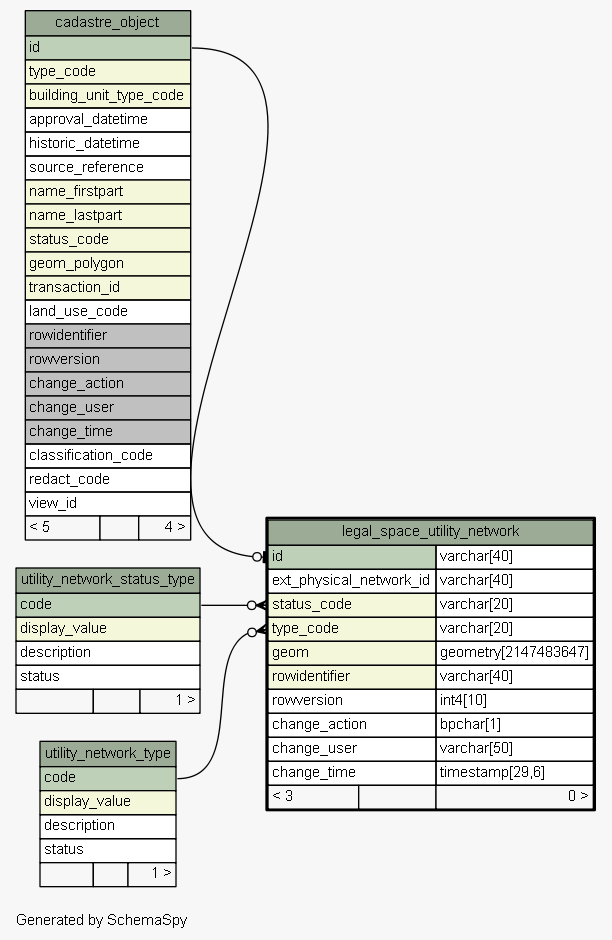 cadastre_object
id
type_code
building_unit_type_code
approval_datetime
historic_datetime
source_reference
name_firstpart
name_lastpart
status_code
geom_polygon
transaction_id
land_use_code
rowidentifier
rowversion
change_action
change_user
change_time
classification_code
redact_code
view_id
< 5 4 >
legal_space_utility_network
id varchar[40]
ext_physical_network_id varchar[40]
status_code varchar[20]
type_code varchar[20]
geom geometry[2147483647]
rowidentifier varchar[40]
rowversion int4[10]
change_action bpchar[1]
change_user varchar[50]
change_time timestamp[29,6]
< 3 0 >
utility_network_status_type
code
display_value
description
status
1 >
utility_network_type
code
display_value
description
status
1 >
Generated by SchemaSpy